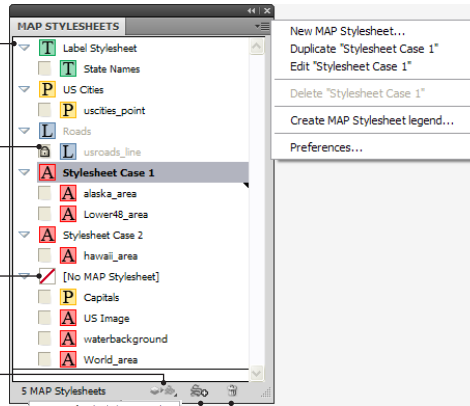 MAP STYLESHEETS
T Label Stylesheet
T State Names
P US Cities
P uscities_point
L Roads
L usroads_line
A Stylesheet Case 1
A alaska_area
A Lower48_area
A Stylesheet Case 2
A hawaii_area
[No MAP Stylesheet]
P Capitals
A US Image
A waterbackground
A World_area
5 MAP Stylesheets
New MAP Stylesheet...
Duplicate "Stylesheet Case 1"
Edit "Stylesheet Case 1"
Delete "Stylesheet Case 1"
Create MAP Stylesheet legend...
Preferences...